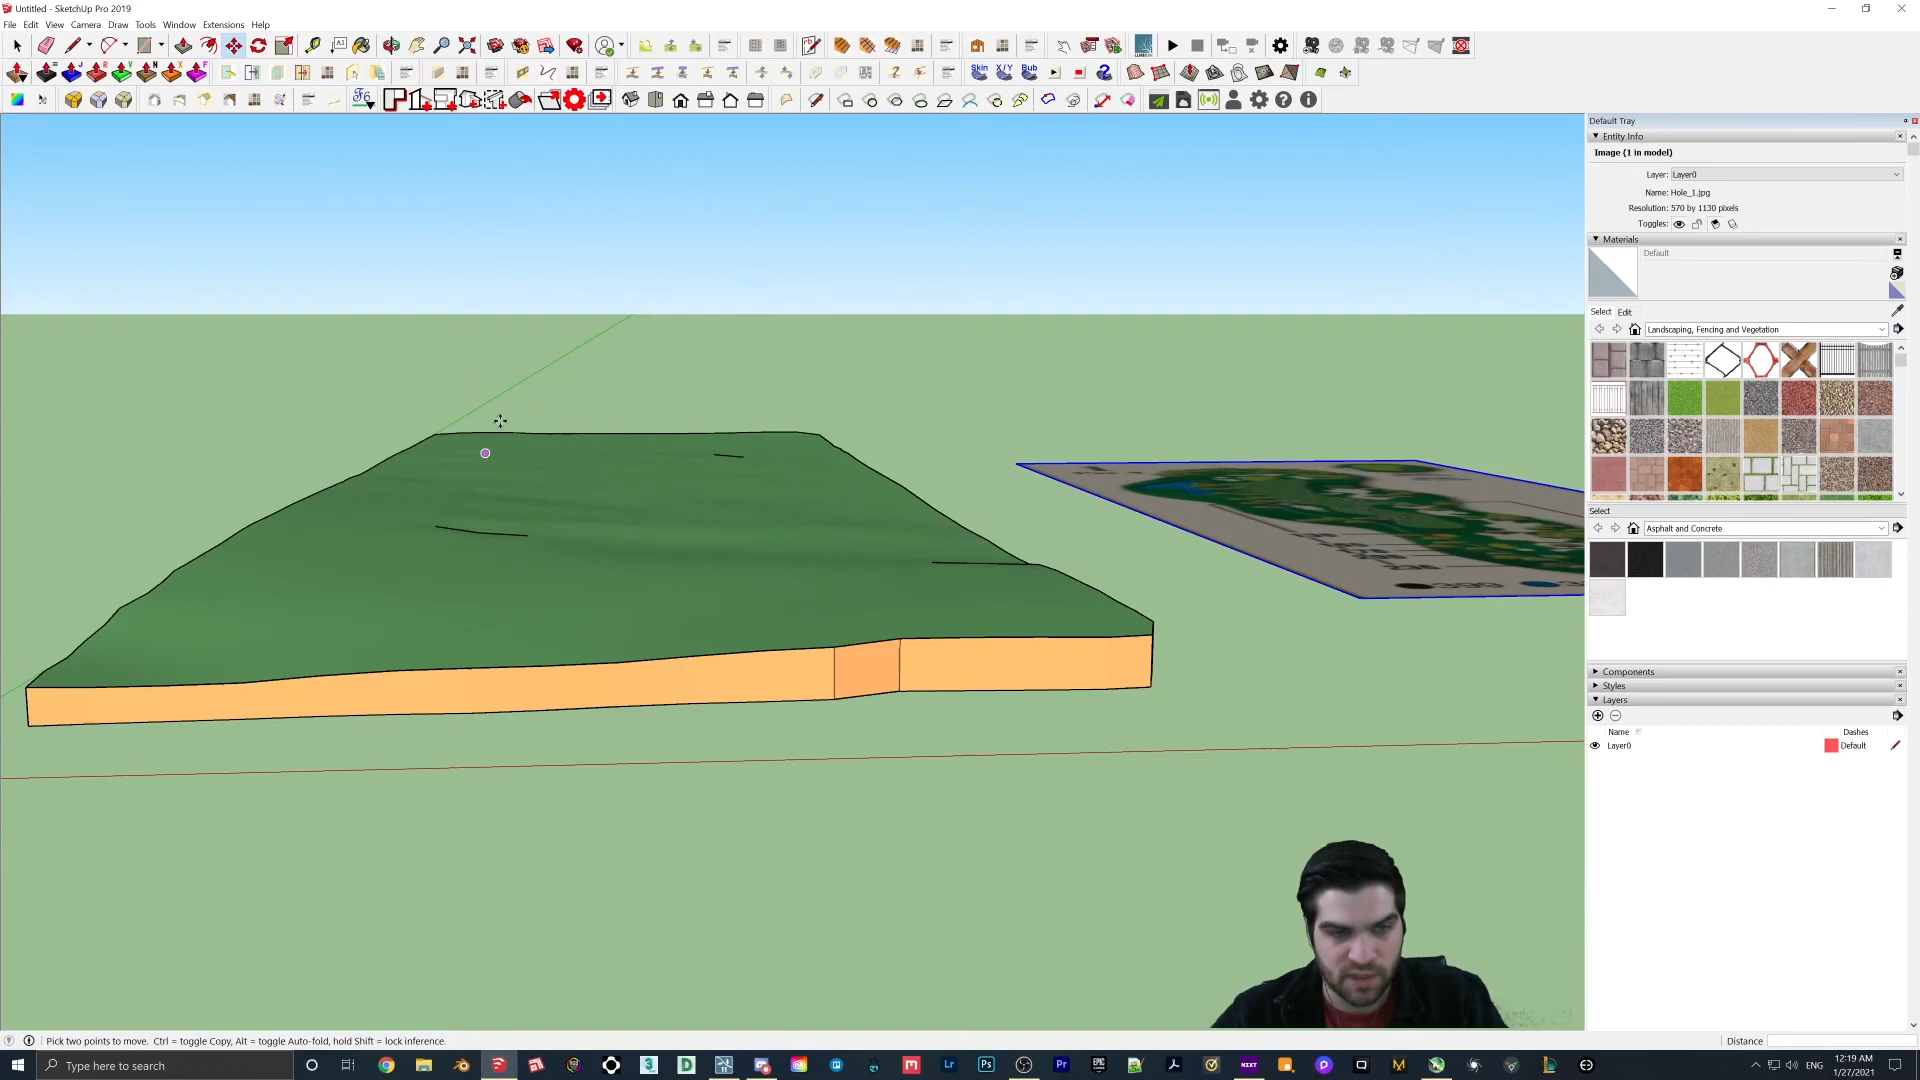 Untitled - SketchUp Pro 2019
File Edit View Camera Draw Tools Window Extensions Help
Skin X/Y Bub
Default Tray
Entity Info
Image (1 in model)
Layer: Layer0
Name: Hole_1.jpg
Resolution: 570 by 1130 pixels
Toggles:
Materials
Default
Select Edit
Landscaping, Fencing and Vegetation
Select
Asphalt and Concrete
Components
Styles
Layers
Name Dashes
Layer0 Default
Pick two points to move. Ctrl = toggle Copy, Alt = toggle Auto-fold, hold Shift = lock inference.
Distance
Type here to search
ENG
12:19 AM
1/27/2021